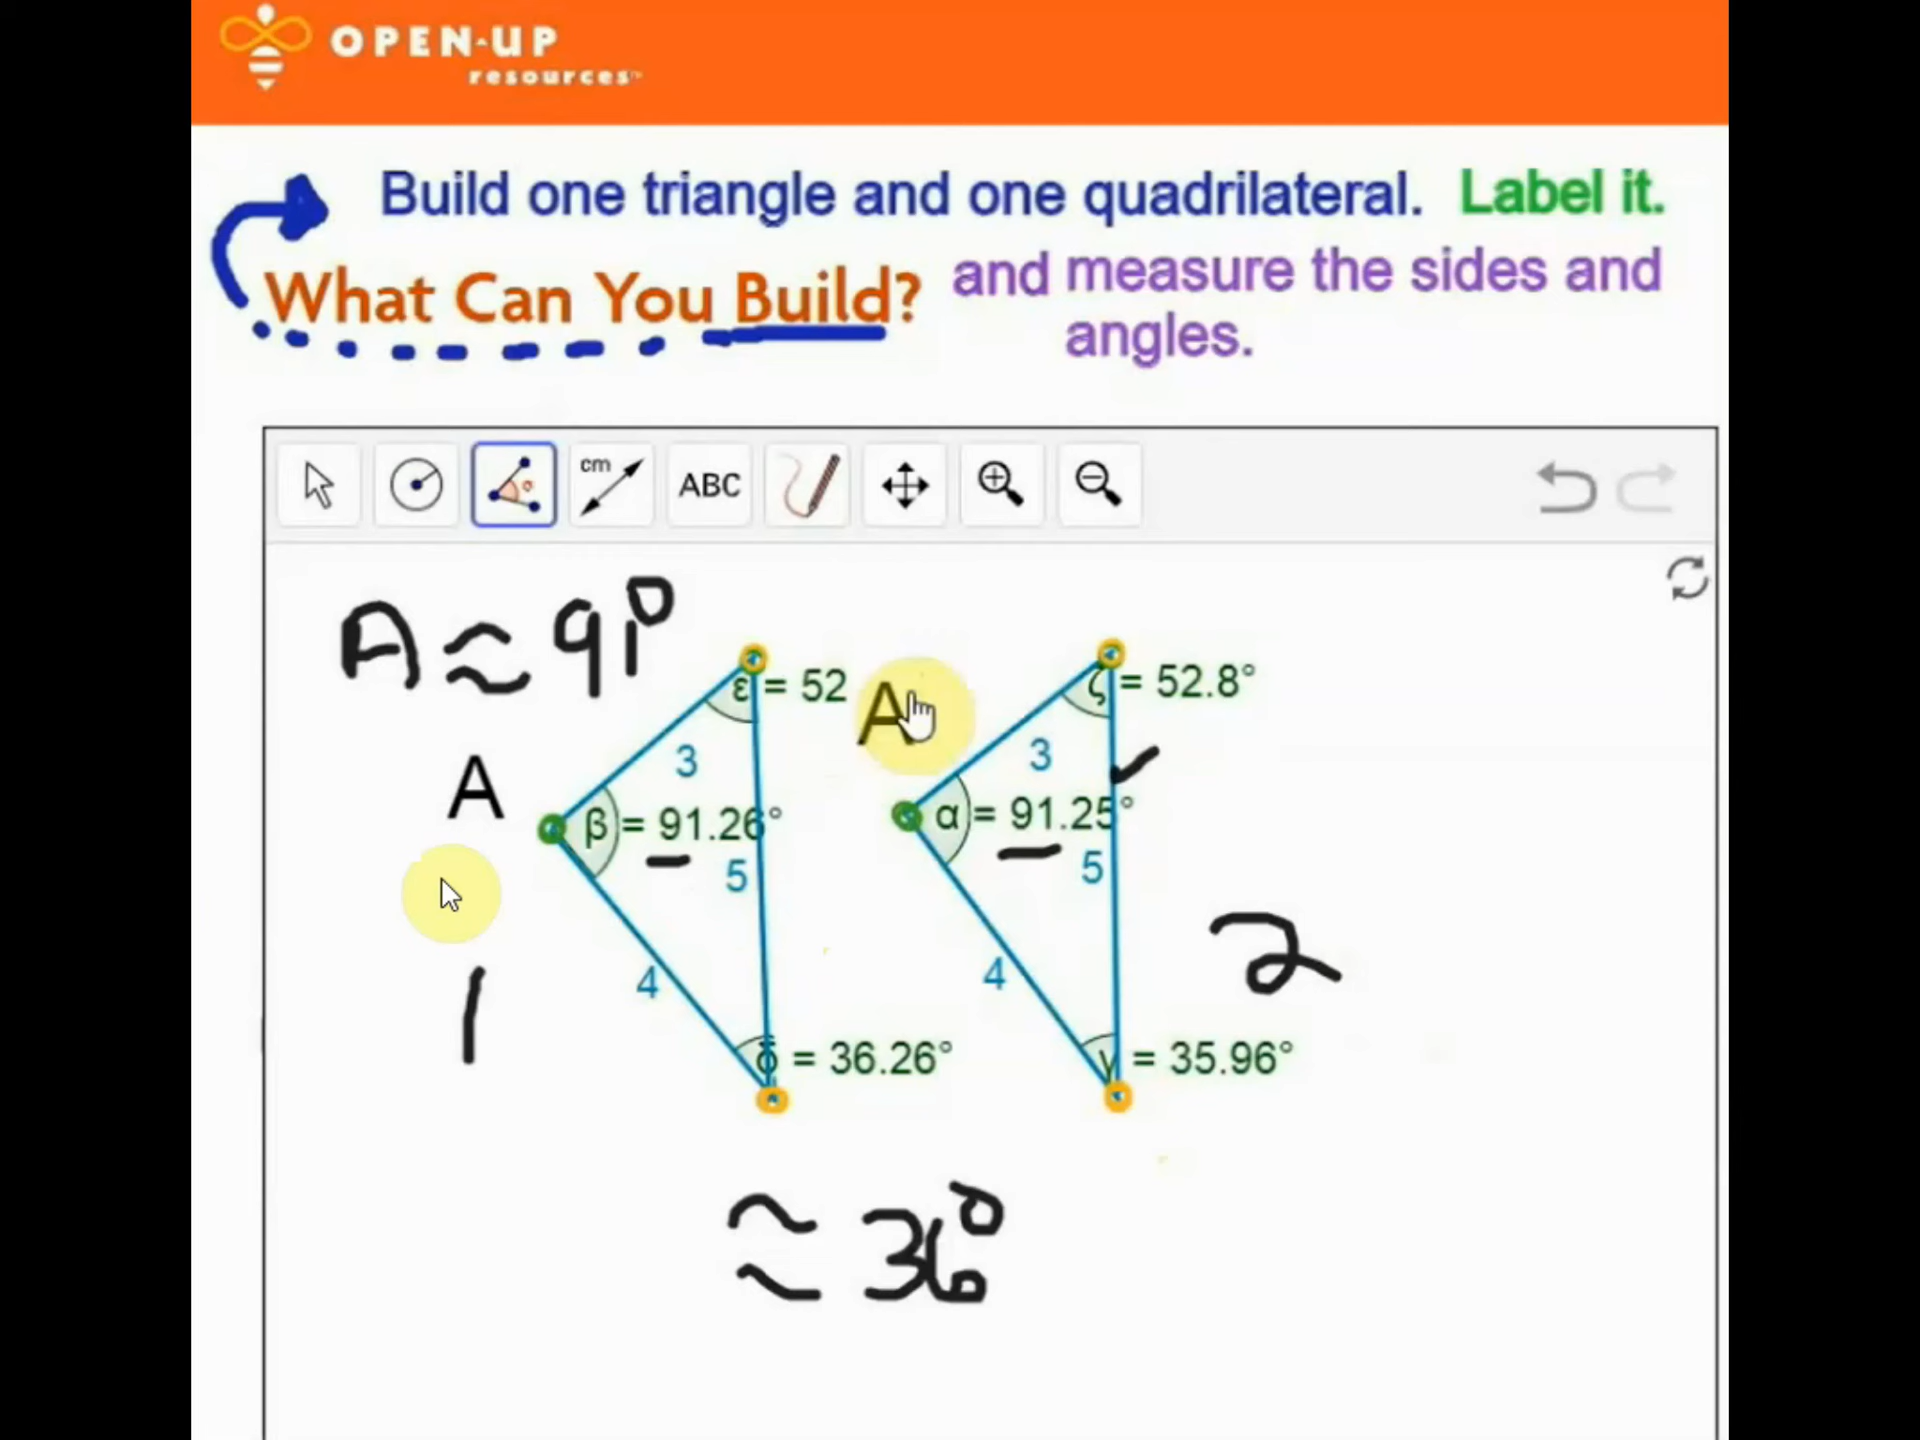 OPEN-UP
resources™
Build one triangle and one quadrilateral. Label it.
What Can You Build? and measure the sides and
angles.
cm
ABC
A ≈ 91°
ε = 52
A
ζ = 52.8°
3
3
A
β = 91.26°
α = 91.25°
5
5
4
4
1
2
δ = 36.26°
γ = 35.96°
≈ 36°